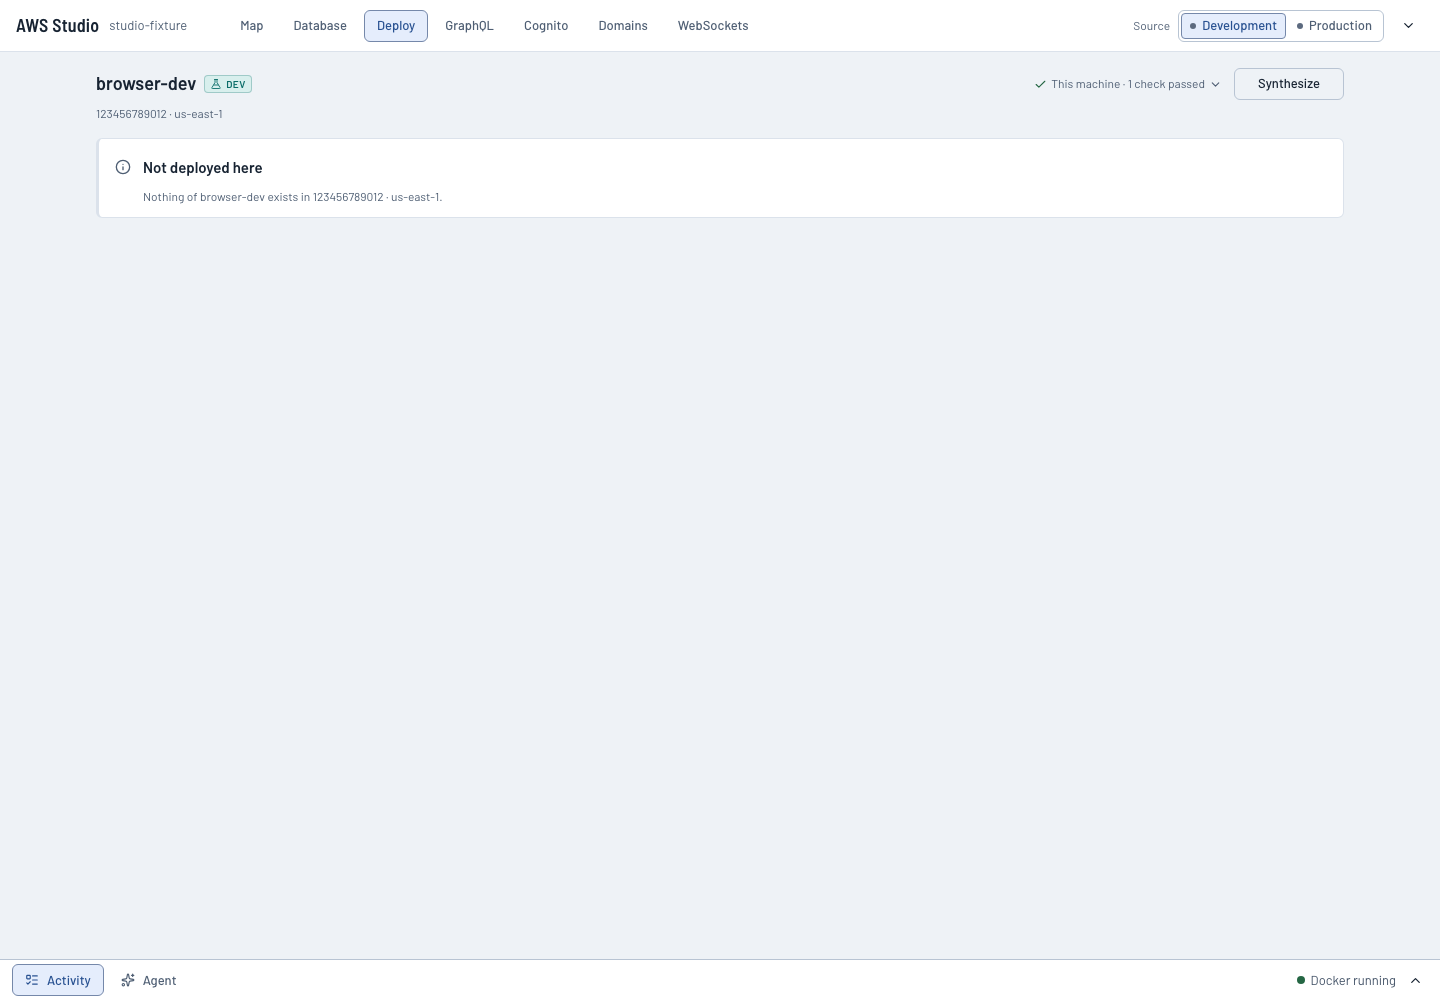 AWS Studio studio-fixture Map Database Deploy GraphQL Cognito Domains WebSockets Source Development Production
browser-dev DEV This machine · 1 check passed Synthesize
123456789012 · us-east-1
Not deployed here
Nothing of browser-dev exists in 123456789012 · us-east-1.
Activity Agent Docker running